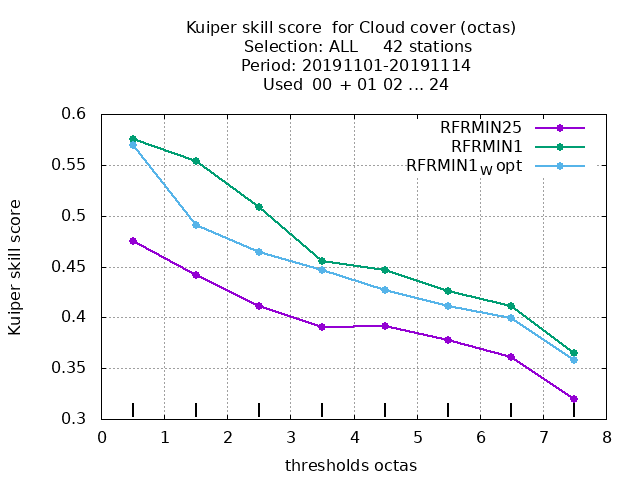 Kuiper skill score  for Cloud cover (octas)
Selection: ALL     42 stations
Period: 20191101-20191114
Used  00 + 01 02 ... 24
RFRMIN25
RFRMIN1
RFRMIN1W opt
Kuiper skill score
0.6
0.55
0.5
0.45
0.4
0.35
0.3
0 1 2 3 4 5 6 7 8
thresholds octas